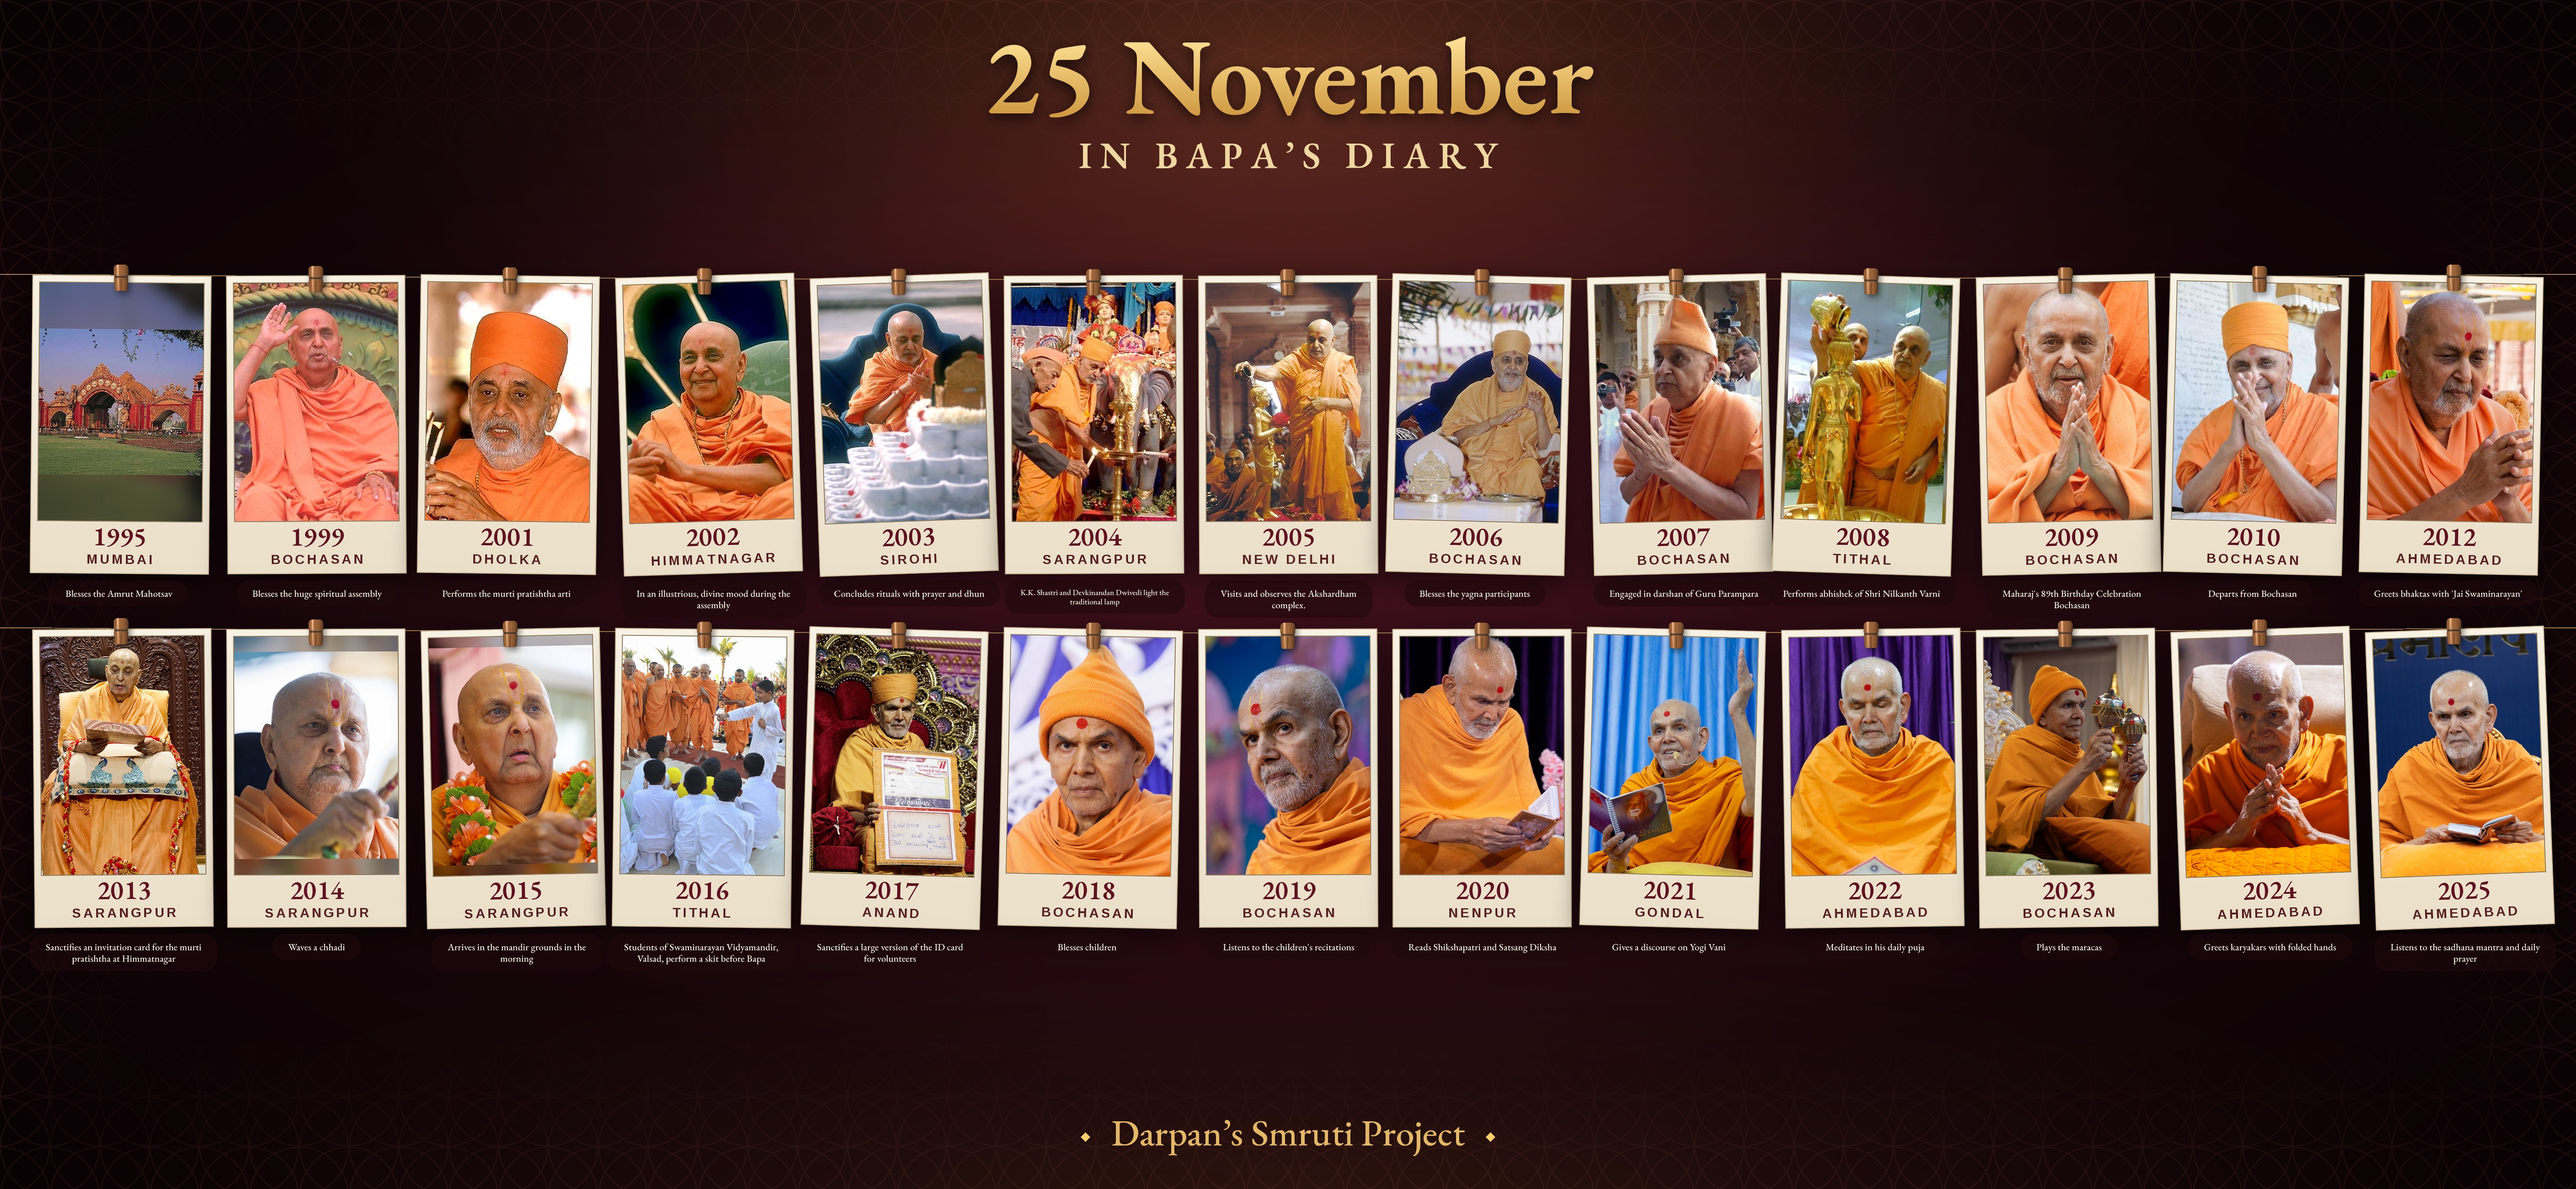 25 November
IN BAPA’S DIARY
1995
MUMBAI
Blesses the Amrut Mahotsav
1999
BOCHASAN
Blesses the huge spiritual assembly
2001
DHOLKA
Performs the murti pratishtha arti
2002
HIMMATNAGAR
In an illustrious, divine mood during the
assembly
2003
SIROHI
Concludes rituals with prayer and dhun
2004
SARANGPUR
K.K. Shastri and Devkinandan Dwivedi light the
traditional lamp
2005
NEW DELHI
Visits and observes the Akshardham
complex.
2006
BOCHASAN
Blesses the yagna participants
2007
BOCHASAN
Engaged in darshan of Guru Parampara
2008
TITHAL
Performs abhishek of Shri Nilkanth Varni
2009
BOCHASAN
Maharaj's 89th Birthday Celebration
Bochasan
2010
BOCHASAN
Departs from Bochasan
2012
AHMEDABAD
Greets bhaktas with 'Jai Swaminarayan'
2013
SARANGPUR
Sanctifies an invitation card for the murti
pratishtha at Himmatnagar
2014
SARANGPUR
Waves a chhadi
2015
SARANGPUR
Arrives in the mandir grounds in the
morning
2016
TITHAL
Students of Swaminarayan Vidyamandir,
Valsad, perform a skit before Bapa
2017
ANAND
Sanctifies a large version of the ID card
for volunteers
2018
BOCHASAN
Blesses children
2019
BOCHASAN
Listens to the children's recitations
2020
NENPUR
Reads Shikshapatri and Satsang Diksha
2021
GONDAL
Gives a discourse on Yogi Vani
2022
AHMEDABAD
Meditates in his daily puja
2023
BOCHASAN
Plays the maracas
2024
AHMEDABAD
Greets karyakars with folded hands
2025
AHMEDABAD
Listens to the sadhana mantra and daily
prayer
Darpan’s Smruti Project